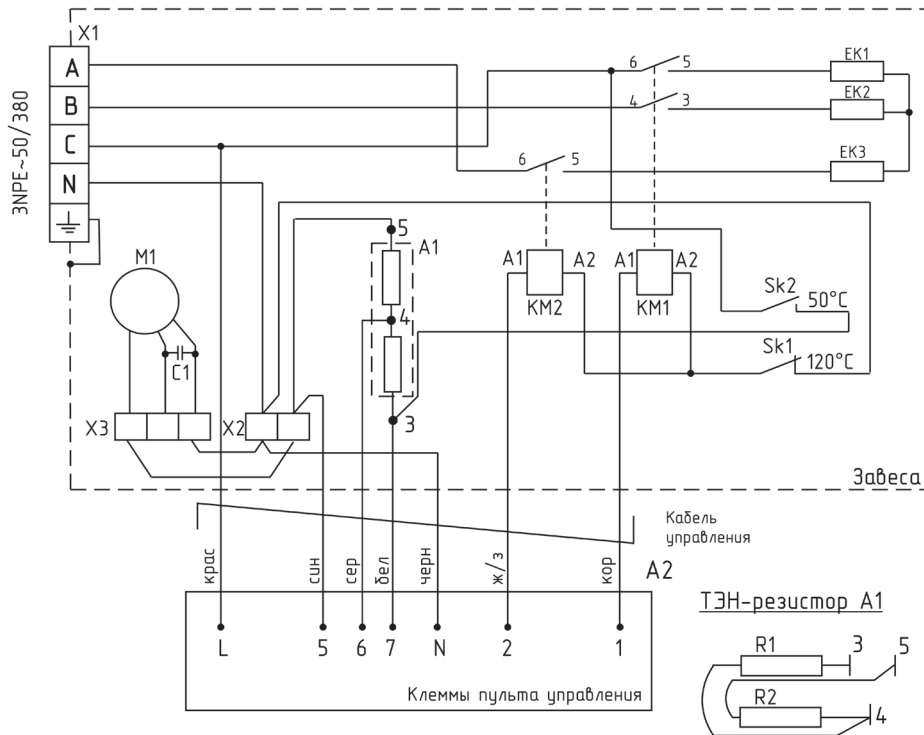 X1
3NPE~50/380
A
B
C
N
6 5
4 3
6 5
EK1
EK2
EK3
M1
C1
X3
X2
5
A1
4
3
A1 A2
KM2
A1 A2
KM1
Sk2
50°C
Sk1
120°C
Завеса
Кабель
управления
крас
син
сер
бел
черн
ж/з
кор
A2
L 5 6 7 N 2 1
Клеммы пульта управления
ТЭН-резистор А1
R1
3
5
R2
4